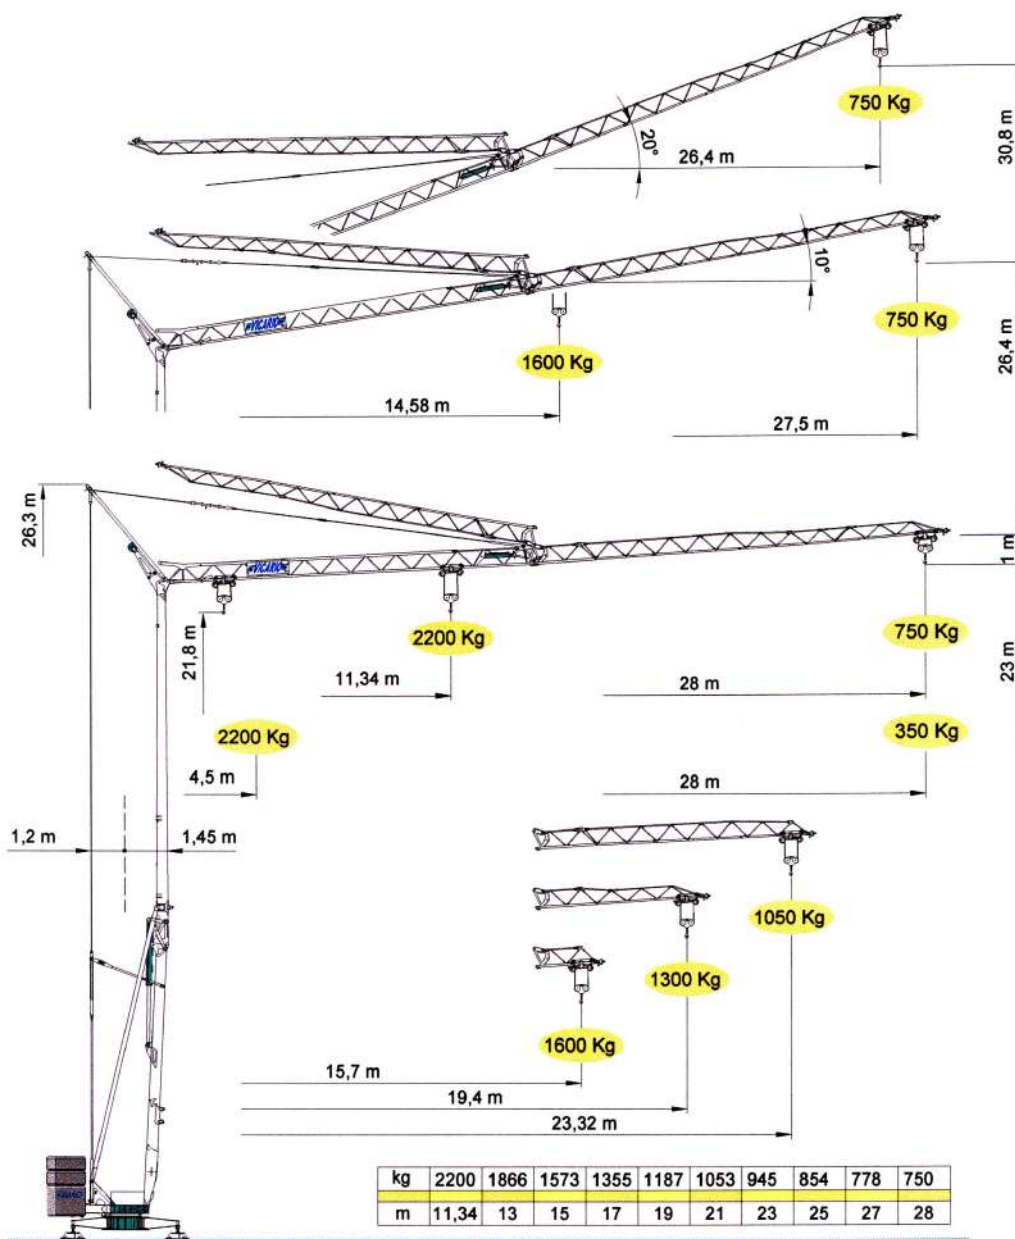 750 Kg
20°
26,4 m
30,8 m
10°
VICARIO
750 Kg
1600 Kg
26,4 m
14,58 m
27,5 m
26,3 m
VICARIO
1 m
21,8 m
2200 Kg
750 Kg
23 m
11,34 m
28 m
2200 Kg
350 Kg
4,5 m
28 m
1,2 m
1,45 m
1050 Kg
1300 Kg
1600 Kg
15,7 m
19,4 m
23,32 m
kg 2200 1866 1573 1355 1187 1053 945 854 778 750
m 11,34 13 15 17 19 21 23 25 27 28